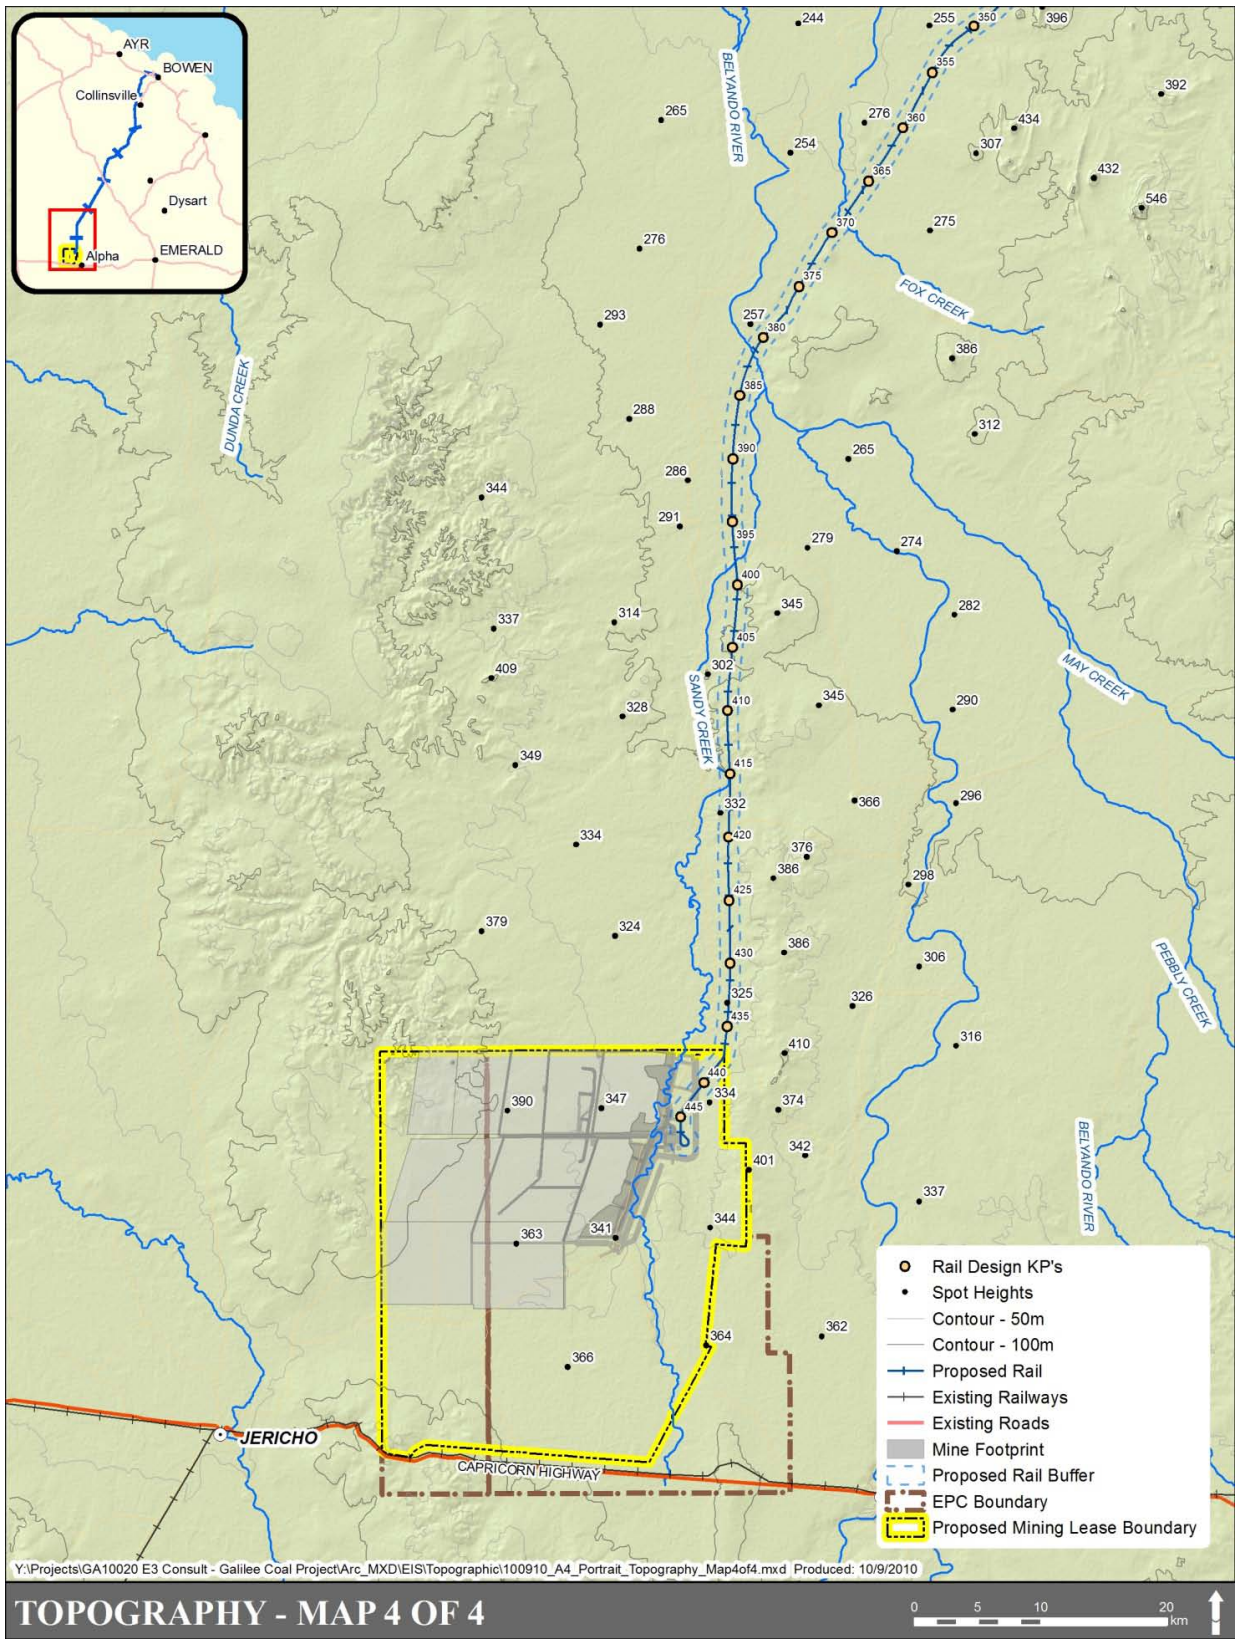 AYR
BOWEN
Collinsville
Dysart
EMERALD
Alpha
244
255
350
396
BELYANDO RIVER
355
392
265
276
360
434
254
307
365
432
546
370
275
276
375
FOX CREEK
293
257
380
386
DUNDA CREEK
385
288
312
390
265
286
344
291
395
279
274
400
345
282
314
337
405
302
MAY CREEK
409
SANDY CREEK
410
345
290
328
349
415
366
296
332
334
420
376
386
298
425
379
324
386
430
306
PEBBLY CREEK
325
326
435
410
316
440
390
347
334
445
374
BELYANDO RIVER
342
401
337
344
363
341
362
364
366
JERICHO
CAPRICORN HIGHWAY
Rail Design KP's
Spot Heights
Contour - 50m
Contour - 100m
Proposed Rail
Existing Railways
Existing Roads
Mine Footprint
Proposed Rail Buffer
EPC Boundary
Proposed Mining Lease Boundary
Y:\Projects\GA10020 E3 Consult - Galilee Coal Project\Arc_MXD\EIS\Topographic\100910_A4_Portrait_Topography_Map4of4.mxd Produced: 10/9/2010
TOPOGRAPHY - MAP 4 OF 4
0 5 10 20
km